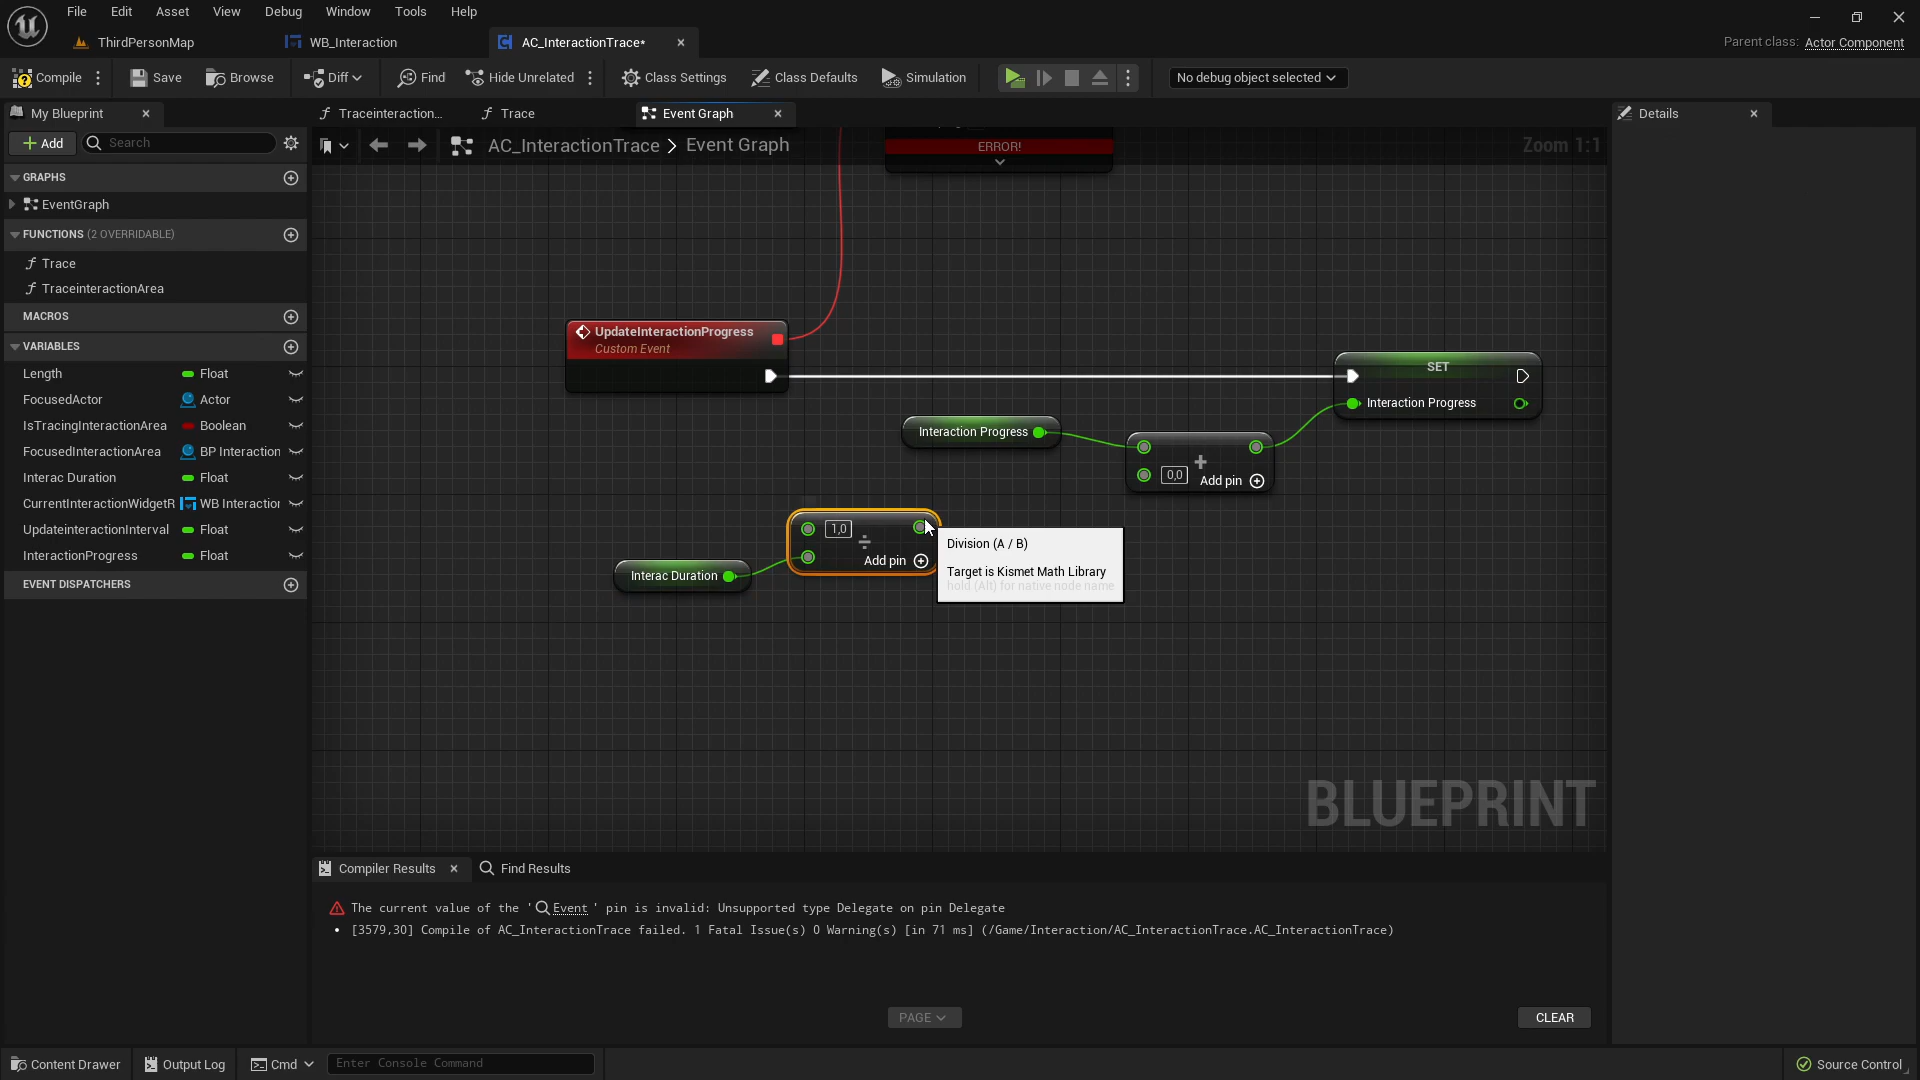 File Edit Asset View Debug Window Tools Help
ThirdPersonMap
WB_Interaction
AC_InteractionTrace*
Parent class: Actor Component
Compile
Save
Browse
Diff
Find
Hide Unrelated
Class Settings
Class Defaults
Simulation
No debug object selected
My Blueprint
Traceinteraction...
Trace
Event Graph
Details
Add
Search
AC_InteractionTrace > Event Graph
Zoom 1:1
ERROR!
GRAPHS
EventGraph
FUNCTIONS (2 OVERRIDABLE)
Trace
TraceinteractionArea
MACROS
VARIABLES
Length Float
FocusedActor Actor
IsTracingInteractionArea Boolean
FocusedInteractionArea BP Interaction
Interac Duration Float
CurrentInteractionWidgetR WB Interaction
UpdateinteractionInterval Float
InteractionProgress Float
EVENT DISPATCHERS
UpdateInteractionProgress
Custom Event
SET
Interaction Progress
Interaction Progress
0,0
Add pin
1,0
Add pin
Interac Duration
Division (A / B)
Target is Kismet Math Library
hold (Alt) for native node name
BLUEPRINT
Compiler Results
Find Results
The current value of the ' Event ' pin is invalid: Unsupported type Delegate on pin Delegate
• [3579,30] Compile of AC_InteractionTrace failed. 1 Fatal Issue(s) 0 Warning(s) [in 71 ms] (/Game/Interaction/AC_InteractionTrace.AC_InteractionTrace)
PAGE
CLEAR
Content Drawer
Output Log
Cmd
Enter Console Command
Source Control